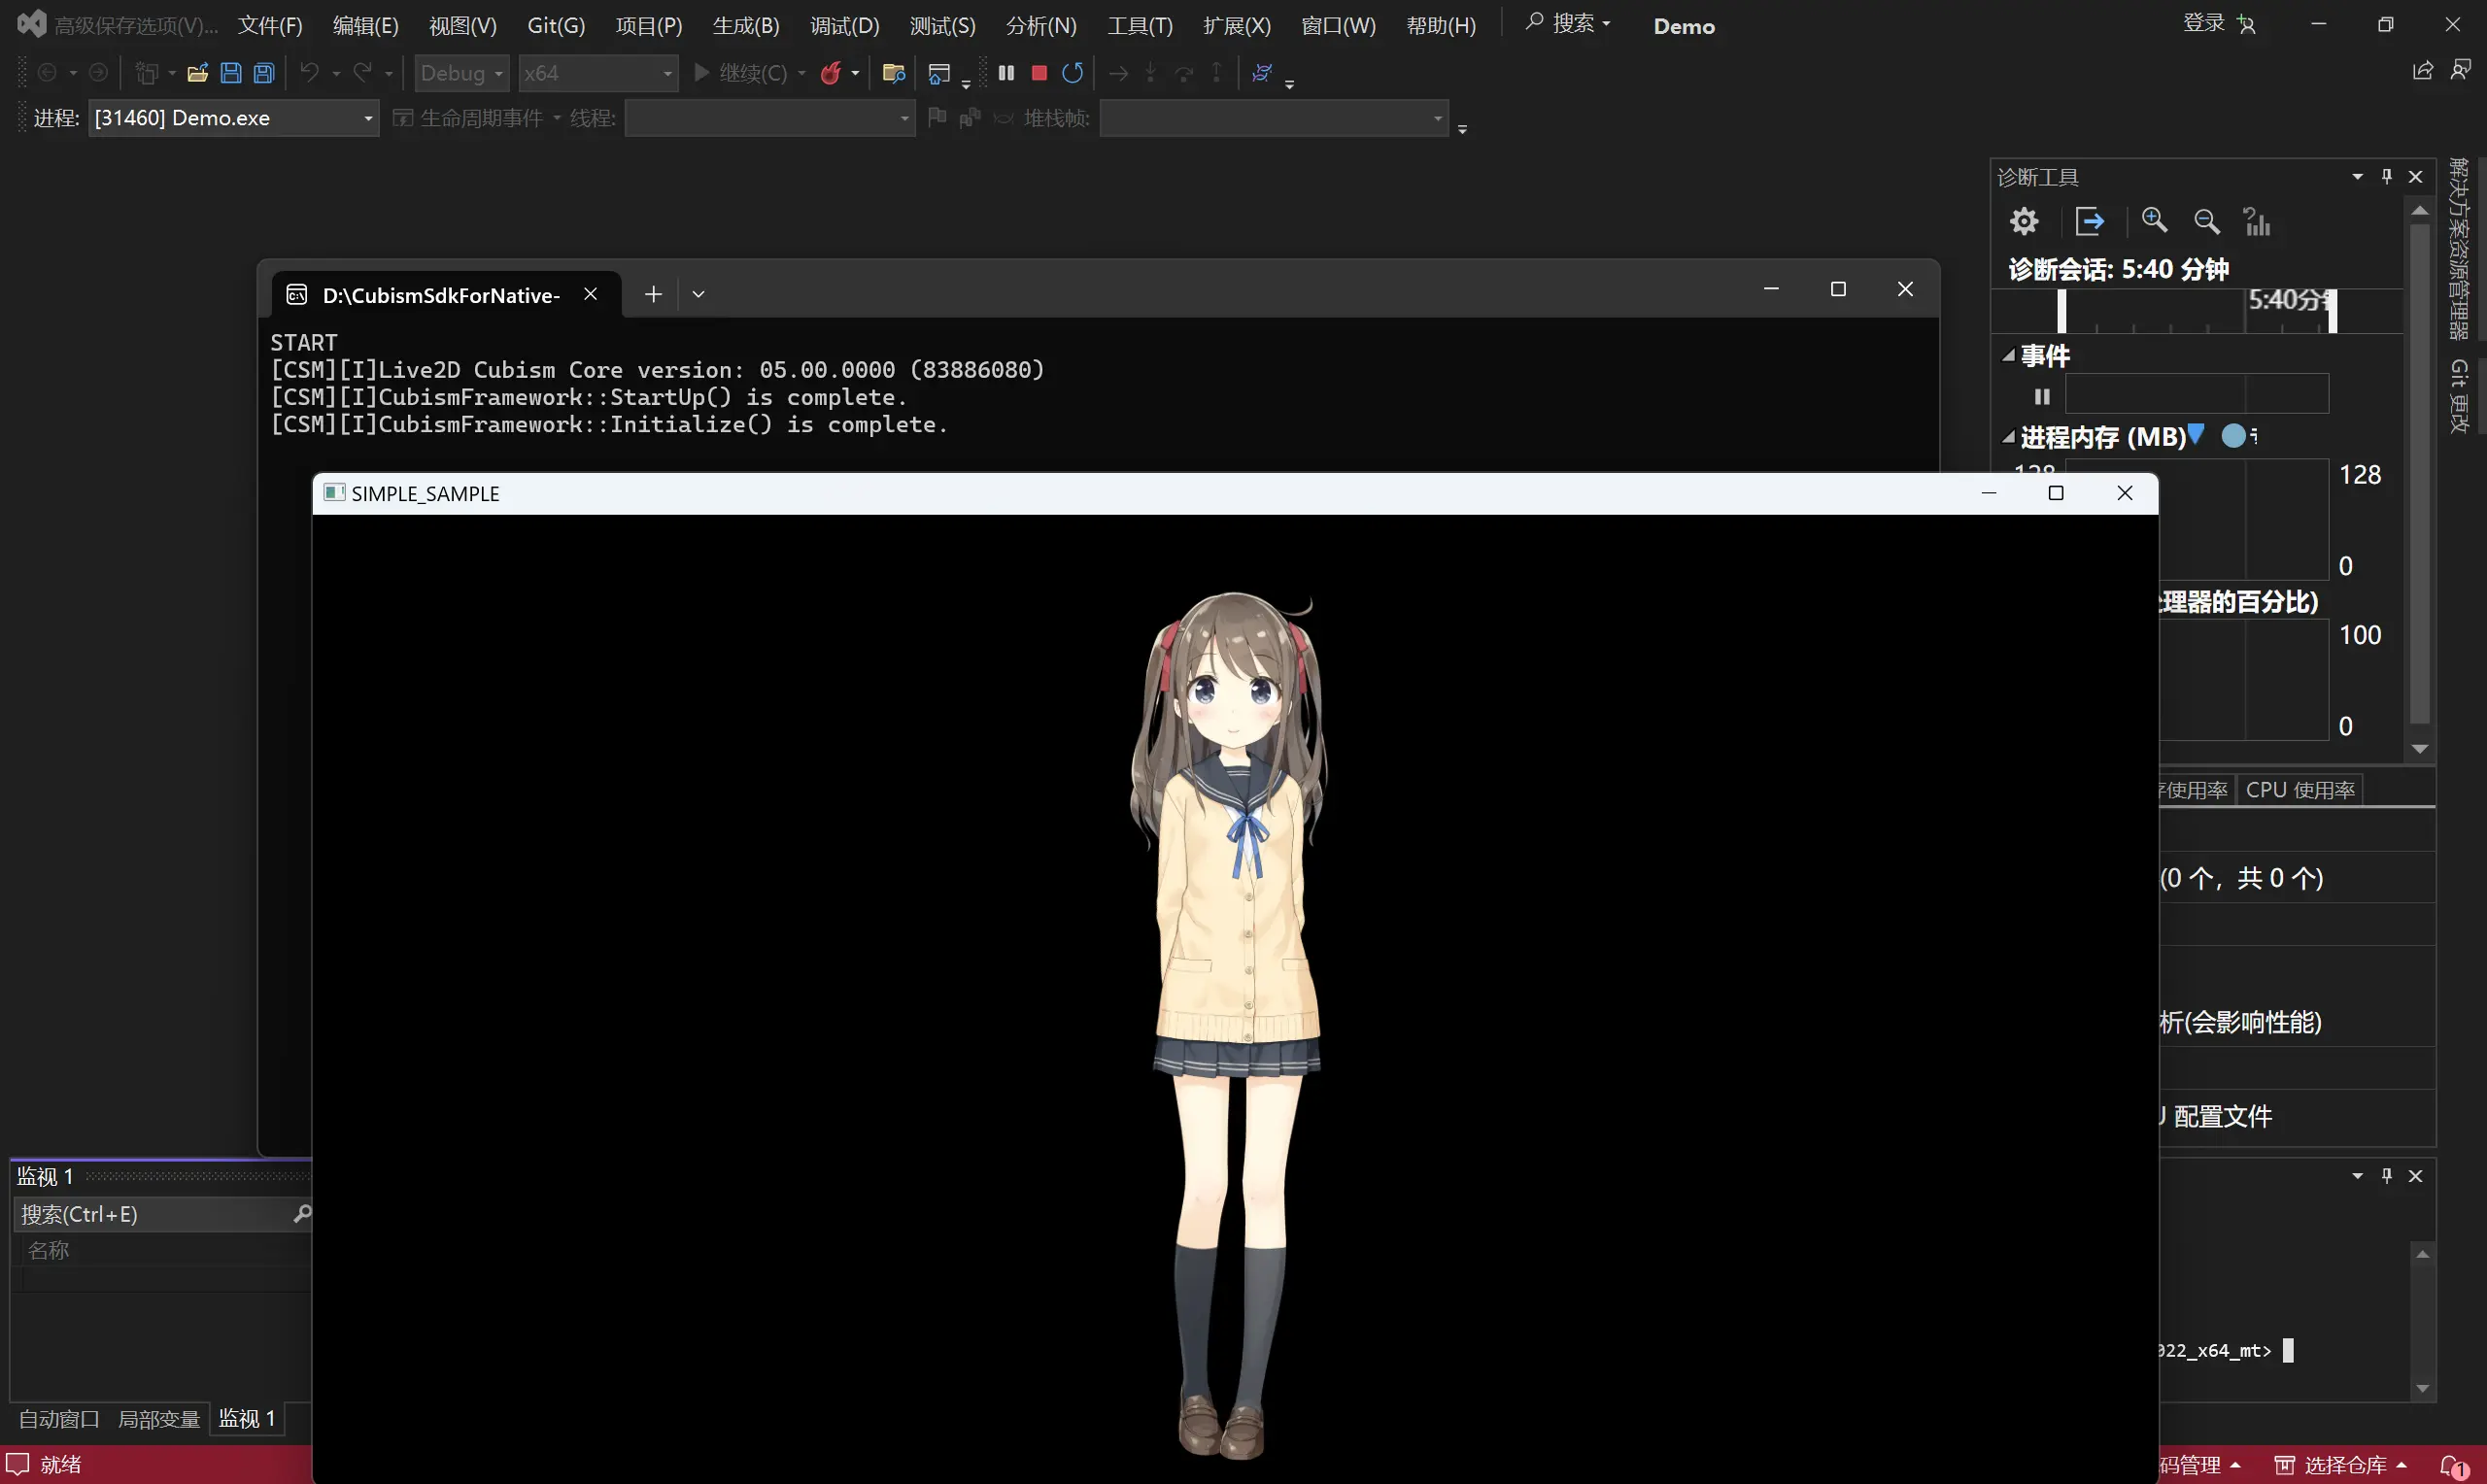 高级保存选项(V)... 文件(F) 编辑(E) 视图(V) Git(G) 项目(P) 生成(B) 调试(D) 测试(S) 分析(N) 工具(T) 扩展(X) 窗口(W) 帮助(H) 搜索 Demo 登录
Debug x64 继续(C)
进程: [31460] Demo.exe 生命周期事件 线程: 堆栈帧:
D:\CubismSdkForNative-
START
[CSM][I]Live2D Cubism Core version: 05.00.0000 (83886080)
[CSM][I]CubismFramework::StartUp() is complete.
[CSM][I]CubismFramework::Initialize() is complete.
SIMPLE_SAMPLE
诊断工具
诊断会话: 5:40 分钟
5:40分
事件
进程内存 (MB)
128 128
0
理器的百分比)
100
0
使用率 CPU 使用率
(0 个，共 0 个)
析(会影响性能)
配置文件
解决方案资源管理器
Git 更改
监视 1
搜索(Ctrl+E)
名称
自动窗口 局部变量 监视 1
022_x64_mt>
就绪
码管理 选择仓库 1